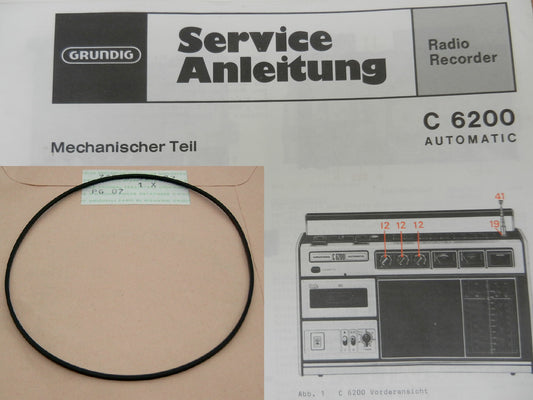 GRUNDIG
Service
Anleitung
Radio
Recorder
C 6200
AUTOMATIC
Mechanischer Teil
1 X
PG 07
41
19
12 12 12
C 6200
Abb. 1 C 6200 Vorderansicht